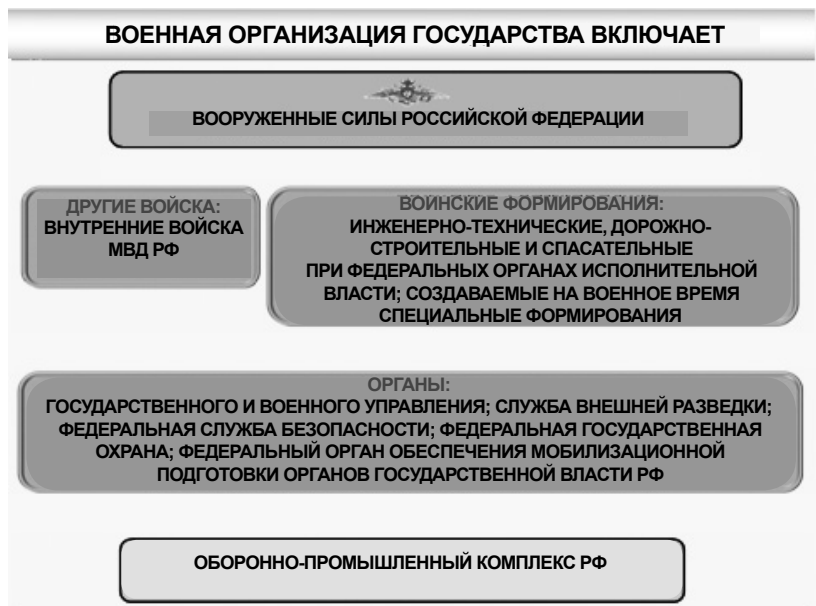 ВОЕННАЯ ОРГАНИЗАЦИЯ ГОСУДАРСТВА ВКЛЮЧАЕТ
ВООРУЖЕННЫЕ СИЛЫ РОССИЙСКОЙ ФЕДЕРАЦИИ
ДРУГИЕ ВОЙСКА:
ВНУТРЕННИЕ ВОЙСКА
МВД РФ
ВОИНСКИЕ ФОРМИРОВАНИЯ:
ИНЖЕНЕРНО-ТЕХНИЧЕСКИЕ, ДОРОЖНО-
СТРОИТЕЛЬНЫЕ И СПАСАТЕЛЬНЫЕ
ПРИ ФЕДЕРАЛЬНЫХ ОРГАНАХ ИСПОЛНИТЕЛЬНОЙ
ВЛАСТИ; СОЗДАВАЕМЫЕ НА ВОЕННОЕ ВРЕМЯ
СПЕЦИАЛЬНЫЕ ФОРМИРОВАНИЯ
ОРГАНЫ:
ГОСУДАРСТВЕННОГО И ВОЕННОГО УПРАВЛЕНИЯ; СЛУЖБА ВНЕШНЕЙ РАЗВЕДКИ;
ФЕДЕРАЛЬНАЯ СЛУЖБА БЕЗОПАСНОСТИ; ФЕДЕРАЛЬНАЯ ГОСУДАРСТВЕННАЯ
ОХРАНА; ФЕДЕРАЛЬНЫЙ ОРГАН ОБЕСПЕЧЕНИЯ МОБИЛИЗАЦИОННОЙ
ПОДГОТОВКИ ОРГАНОВ ГОСУДАРСТВЕННОЙ ВЛАСТИ РФ
ОБОРОННО-ПРОМЫШЛЕННЫЙ КОМПЛЕКС РФ